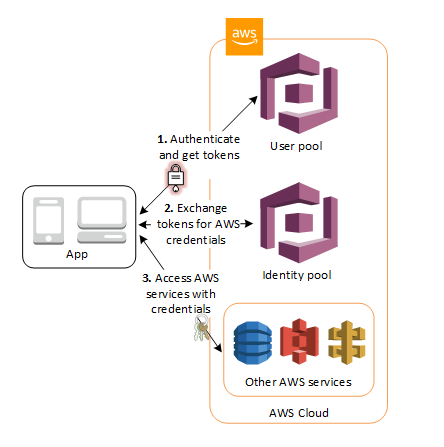 aws
1. Authenticate
and get tokens
User pool
2. Exchange
tokens for AWS
credentials
App
Identity pool
3. Access AWS
services with
credentials
Other AWS services
AWS Cloud